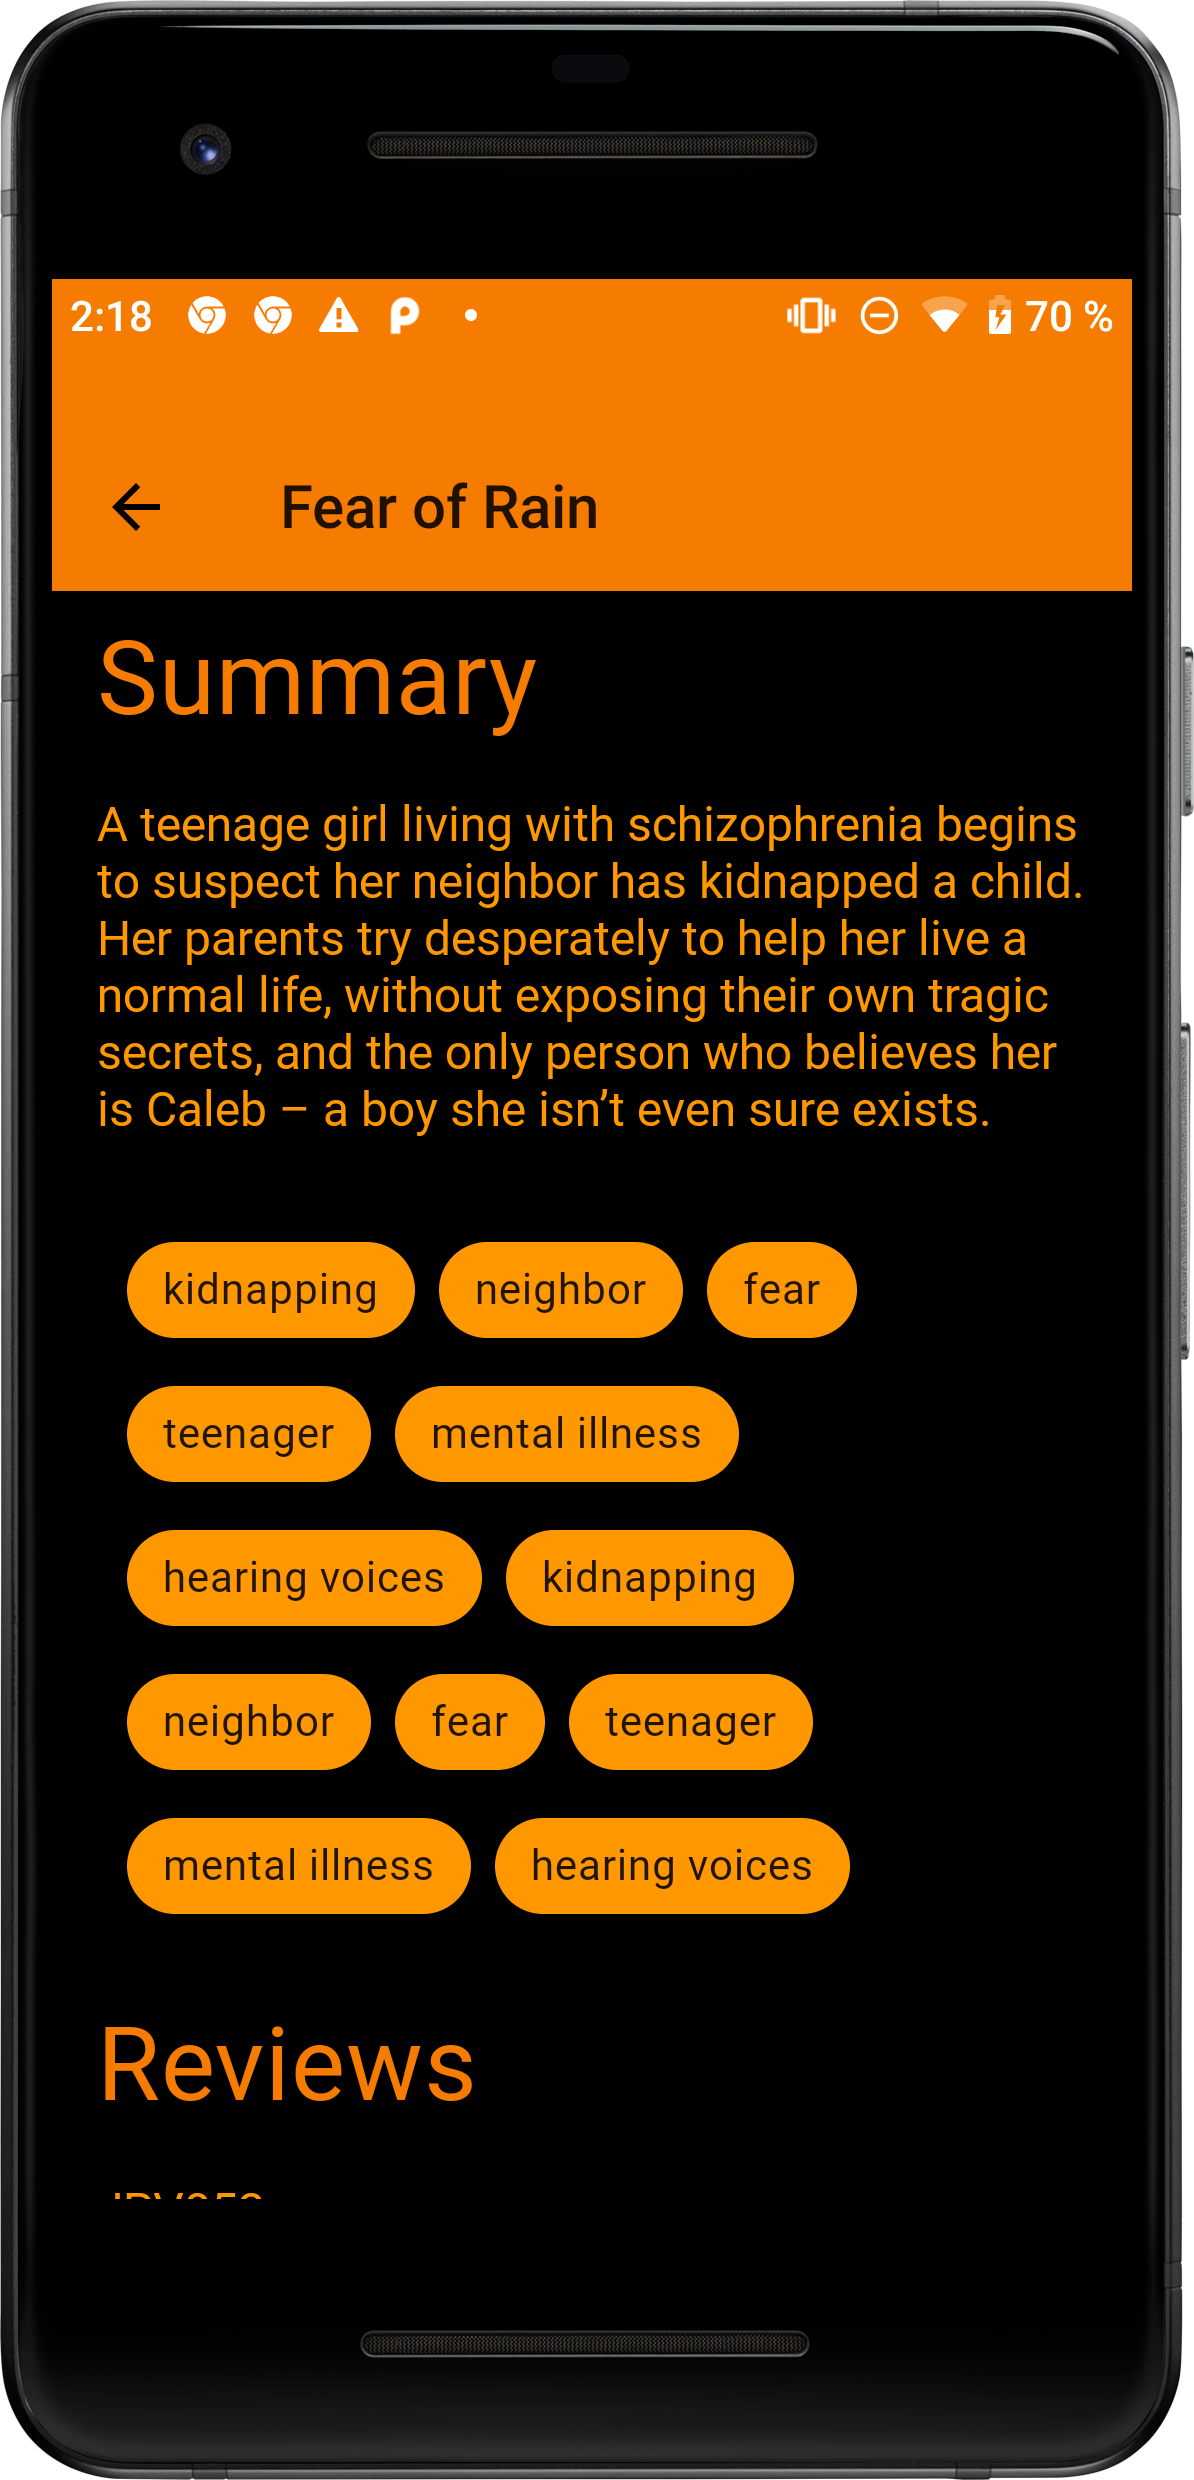 2:18
70 %
Fear of Rain
Summary
A teenage girl living with schizophrenia begins
to suspect her neighbor has kidnapped a child.
Her parents try desperately to help her live a
normal life, without exposing their own tragic
secrets, and the only person who believes her
is Caleb – a boy she isn’t even sure exists.
kidnapping neighbor fear
teenager mental illness
hearing voices kidnapping
neighbor fear teenager
mental illness hearing voices
Reviews